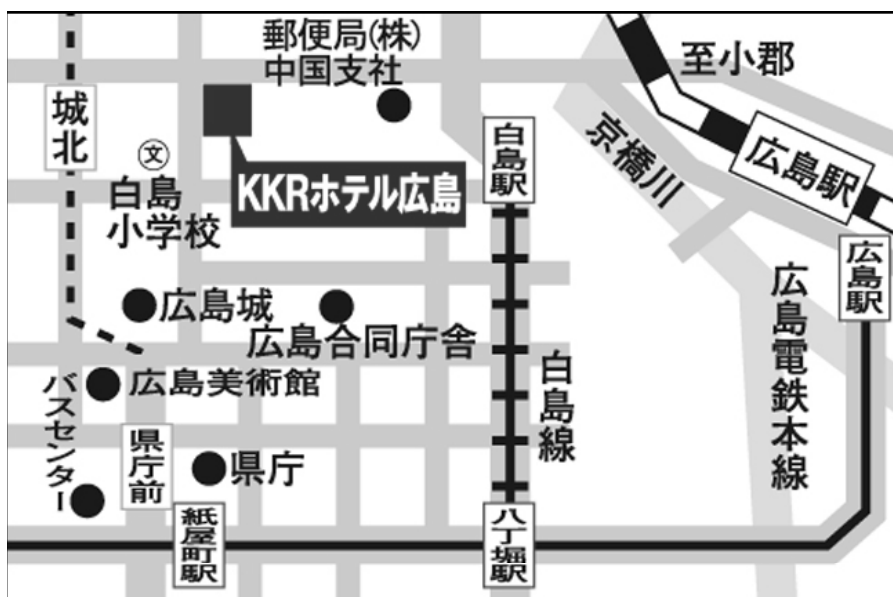 郵便局(株)
中国支社
至小郡
城北
白島駅
京橋川
広島駅
文
KKRホテル広島
白島
小学校
広島駅
広島城
広島合同庁舎
広島電鉄本線
白島線
広島美術館
バスセンター
県庁前
県庁
紙屋町駅
八丁堀駅